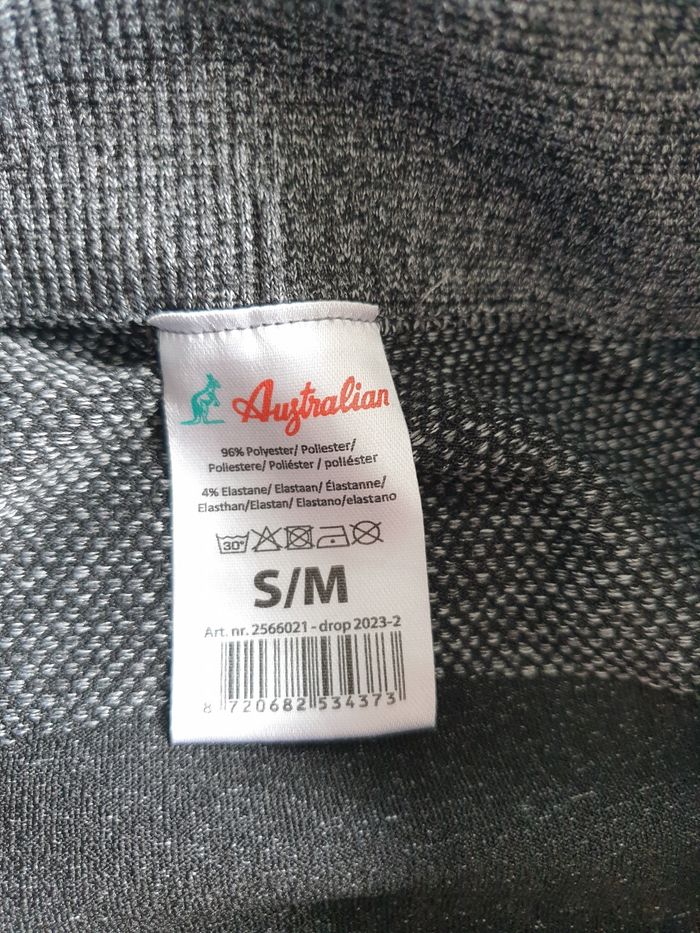 Australian
96% Polyester/ Poliester/
Poliestere/ Poliéster / poliéster
4% Elastane/ Elastaan/ Élastanne/
Elasthan/Elastan/ Elastano/elastano
30°
S/M
Art. nr. 2566021 - drop 2023-2
8 720682 534373